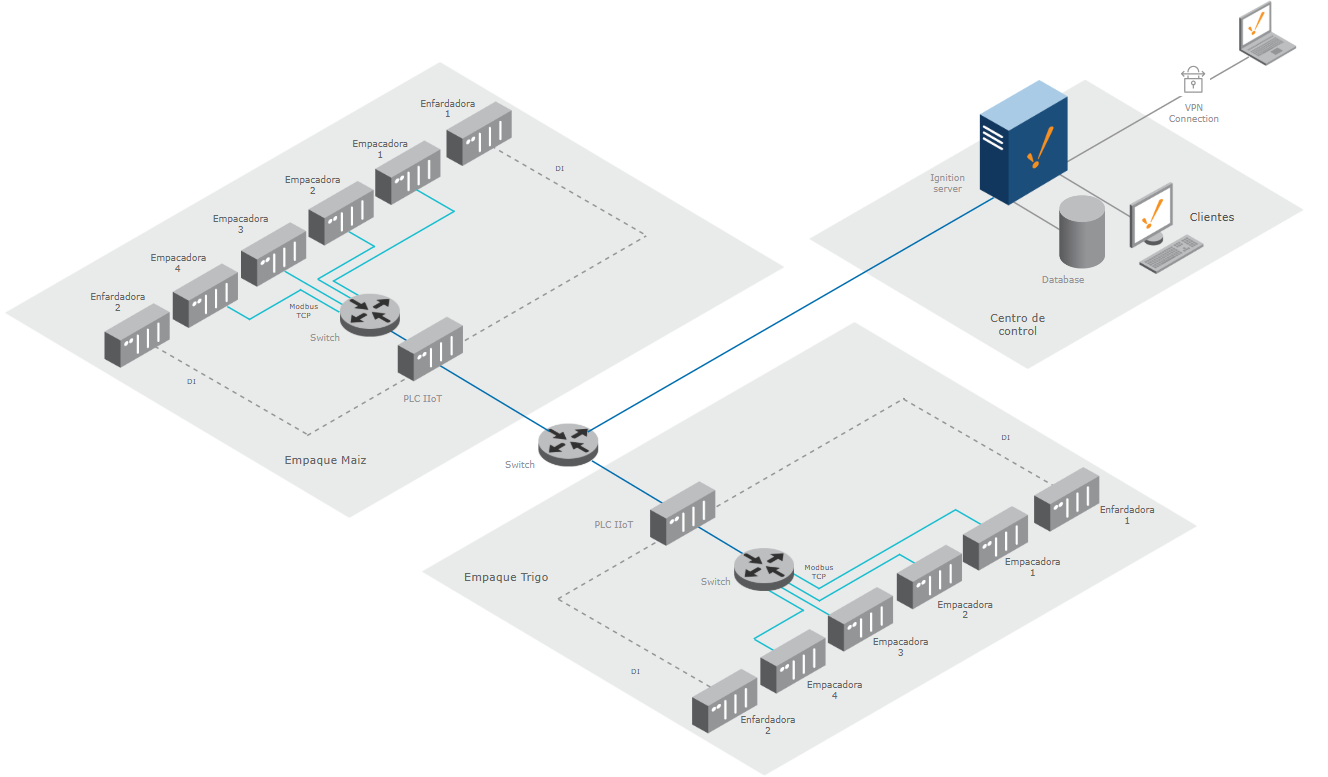 Enfardadora
1
Empacadora
1
Empacadora
2
Empacadora
3
Empacadora
4
Enfardadora
2
DI
DI
Modbus
TCP
Switch
PLC IIoT
Empaque Maiz
VPN
Connection
Ignition
server
Clientes
Database
Centro de
control
Switch
PLC IIoT
Empaque Trigo
Switch
Modbus
TCP
DI
DI
Enfardadora
1
Empacadora
1
Empacadora
2
Empacadora
3
Empacadora
4
Enfardadora
2